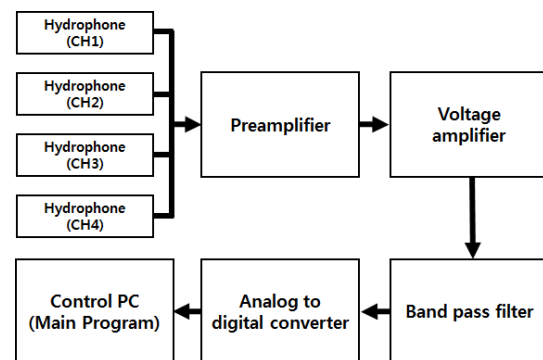 Hydrophone
(CH1)
Hydrophone
(CH2)
Hydrophone
(CH3)
Hydrophone
(CH4)
Preamplifier
Voltage
amplifier
Band pass filter
Analog to
digital converter
Control PC
(Main Program)